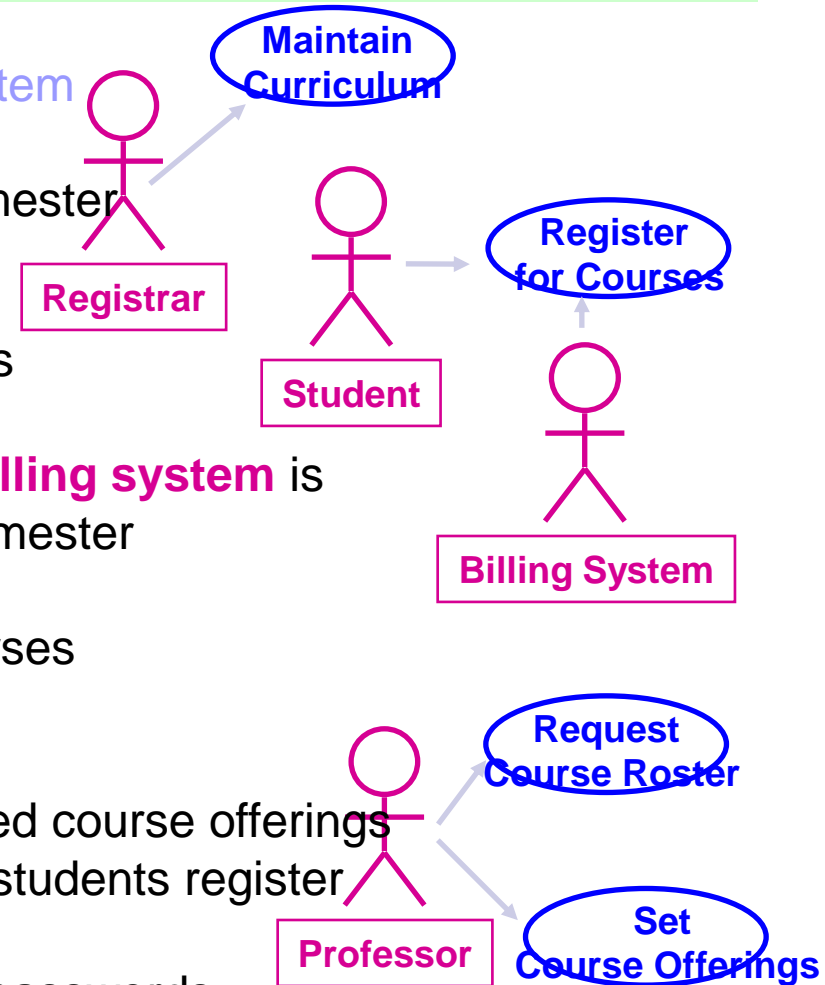 Maintain
Curriculum
tem
nester
Registrar
Register
for Courses
s
Student
lling system is
mester
Billing System
rses
Request
Course Roster
ed course offerings
students register
Professor
Set
Course Offerings